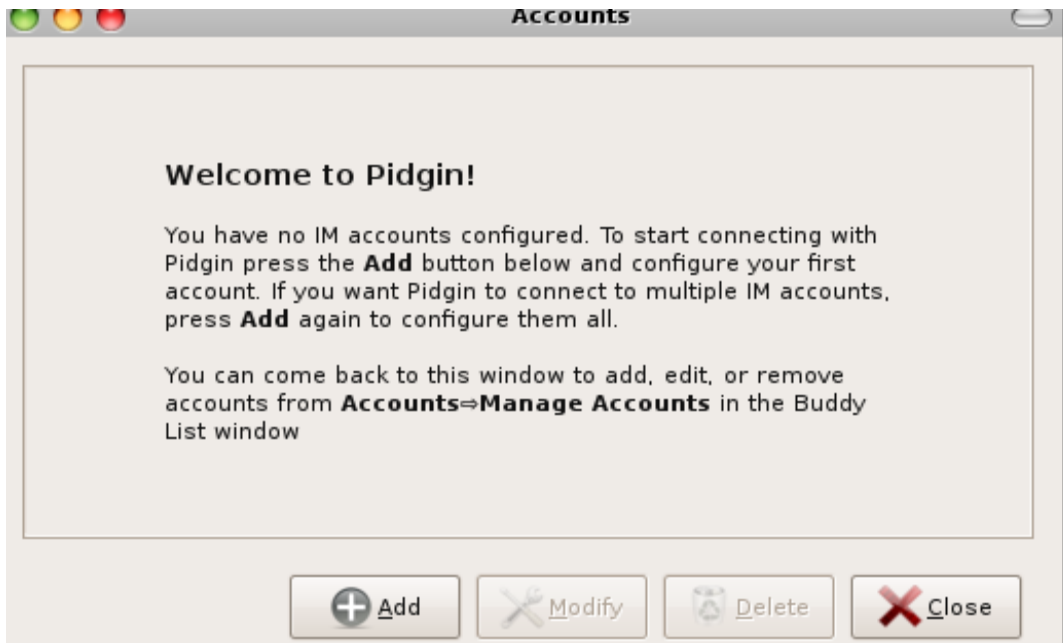 Accounts
Welcome to Pidgin!
You have no IM accounts configured. To start connecting with
Pidgin press the Add button below and configure your first
account. If you want Pidgin to connect to multiple IM accounts,
press Add again to configure them all.
You can come back to this window to add, edit, or remove
accounts from Accounts⇨Manage Accounts in the Buddy
List window
Add Modify Delete Close